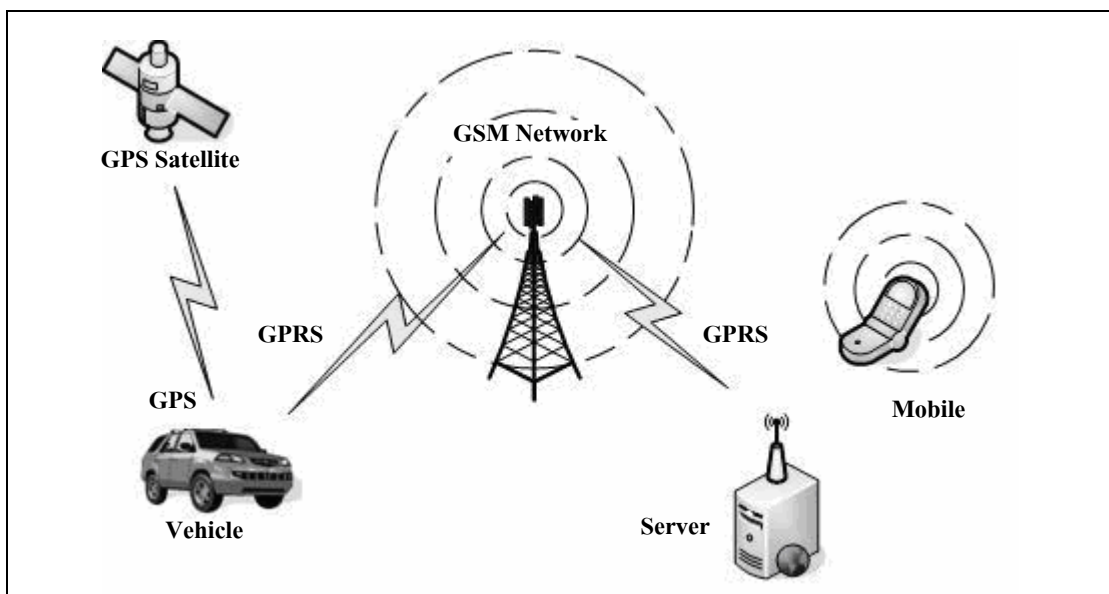 GSM Network
GPS Satellite
GPRS
GPRS
GPS
Mobile
Vehicle
Server